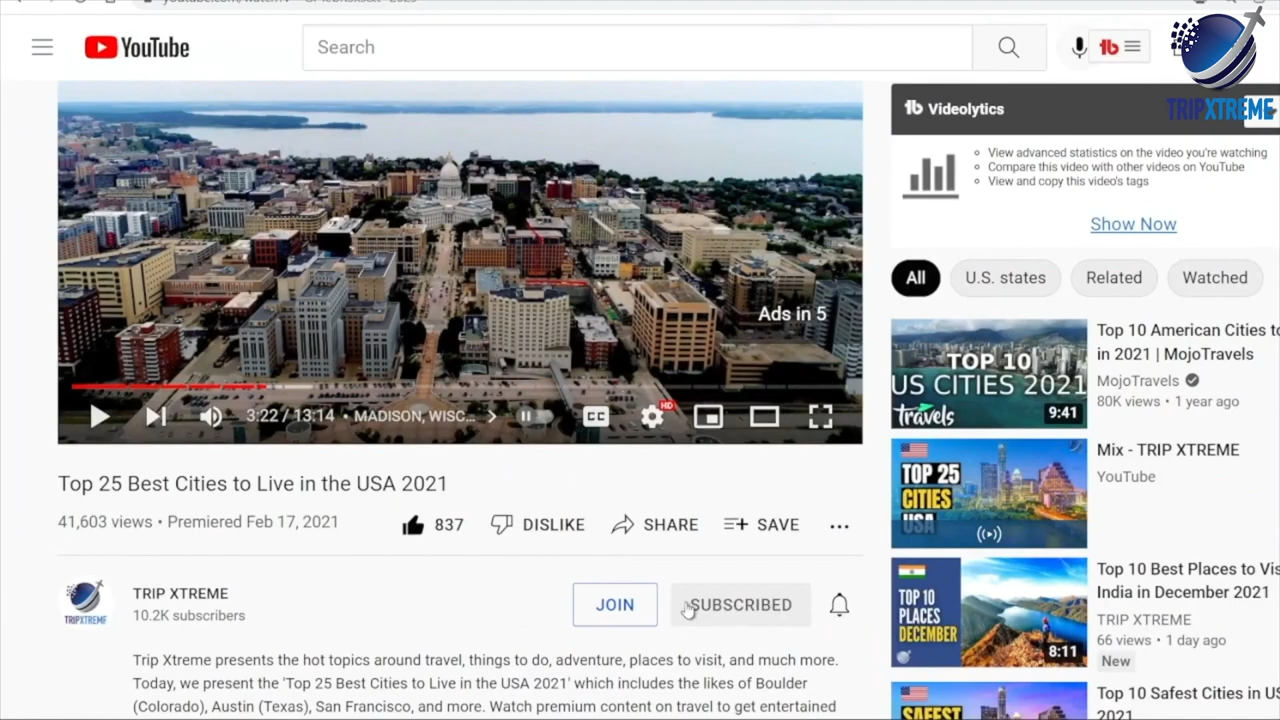 YouTube
Search
TRIPXTREME
Videolytics
View advanced statistics on the video you're watching
Compare this video with other videos on YouTube
View and copy this video's tags
Show Now
Ads in 5
3:22 / 13:14 • MADISON, WISC...
CC
HD
Top 25 Best Cities to Live in the USA 2021
41,603 views • Premiered Feb 17, 2021
837
DISLIKE
SHARE
SAVE
TRIP XTREME
10.2K subscribers
JOIN
SUBSCRIBED
TRIPXTREME
Trip Xtreme presents the hot topics around travel, things to do, adventure, places to visit, and much more.
Today, we present the 'Top 25 Best Cities to Live in the USA 2021' which includes the likes of Boulder
(Colorado), Austin (Texas), San Francisco, and more. Watch premium content on travel to get entertained
All
U.S. states
Related
Watched
TOP 10
US CITIES 2021
travels
9:41
Top 10 American Cities to
in 2021 | MojoTravels
MojoTravels
80K views • 1 year ago
TOP 25
CITIES
USA
Mix - TRIP XTREME
YouTube
TOP 10
PLACES
DECEMBER
8:11
Top 10 Best Places to Vis
India in December 2021
TRIP XTREME
66 views • 1 day ago
New
SAFEST
Top 10 Safest Cities in US
2021